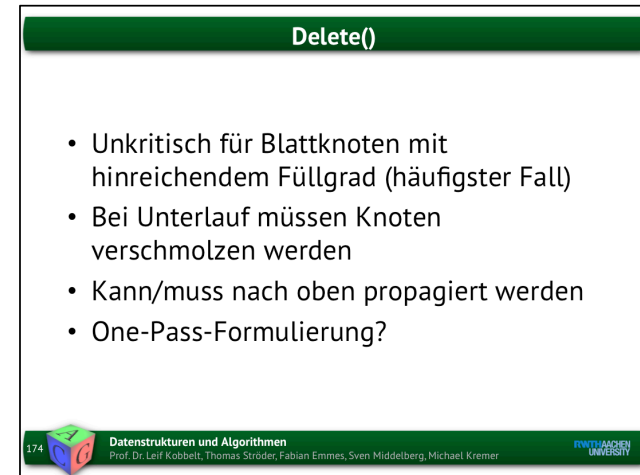 Delete()
• Unkritisch für Blattknoten mit
hinreichendem Füllgrad (häufigster Fall)
• Bei Unterlauf müssen Knoten
verschmolzen werden
• Kann/muss nach oben propagiert werden
• One-Pass-Formulierung?
174
A
C
G
Datenstrukturen und Algorithmen
Prof. Dr. Leif Kobbelt, Thomas Ströder, Fabian Emmes, Sven Middelberg, Michael Kremer
RWTHAACHEN
UNIVERSITY